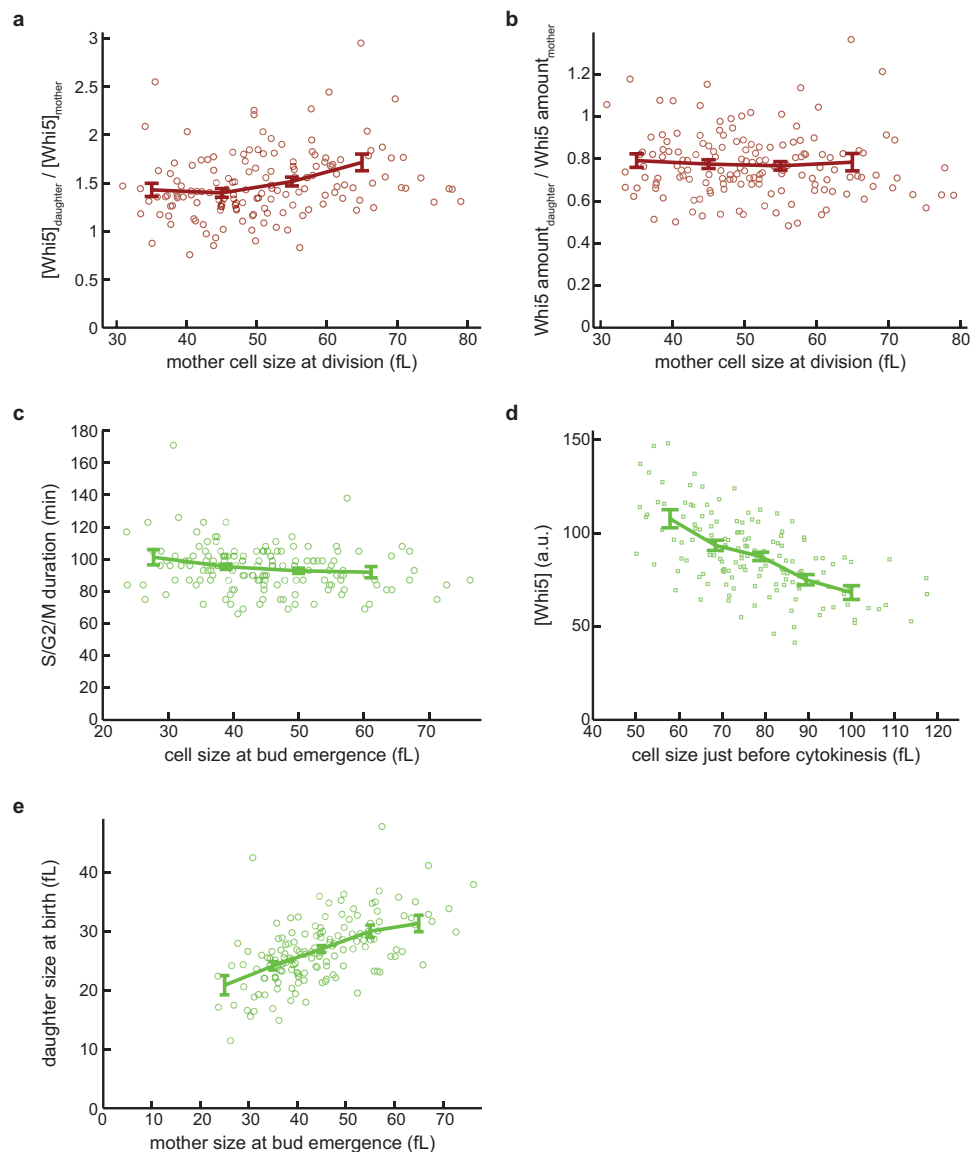 a
[Whi5]daughter / [Whi5]mother
3
2.5
2
1.5
1
0.5
0
30 40 50 60 70 80
mother cell size at division (fL)
b
Whi5 amountdaughter / Whi5 amountmother
1.2
1
0.8
0.6
0.4
0.2
0
30 40 50 60 70 80
mother cell size at division (fL)
c
S/G2/M duration (min)
180
160
140
120
100
80
60
40
20
0
20 30 40 50 60 70
cell size at bud emergence (fL)
d
[Whi5] (a.u.)
150
100
50
0
40 50 60 70 80 90 100 110 120
cell size just before cytokinesis (fL)
e
daughter size at birth (fL)
40
30
20
10
0
0 10 20 30 40 50 60 70
mother size at bud emergence (fL)